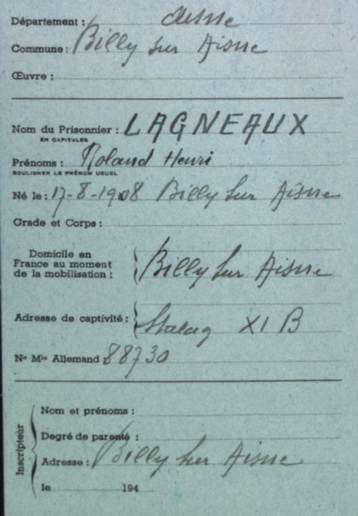 Département : Aisne
Commune : Billy sur Aisne
Œuvre :
Nom du Prisonnier : LAGNEAUX
EN CAPITALES
Prénoms : Roland Henri
SOULIGNER LE PRÉNOM USUEL
Né le : 17-8-1908 Billy sur Aisne
Grade et Corps :
Domicile en
France au moment
de la mobilisation : Billy sur Aisne
Adresse de captivité : Stalag XI B
No Mle Allemand : 88730
Inscripteur
Nom et prénoms :
Degré de parenté :
Adresse : Billy sur Aisne
le 194